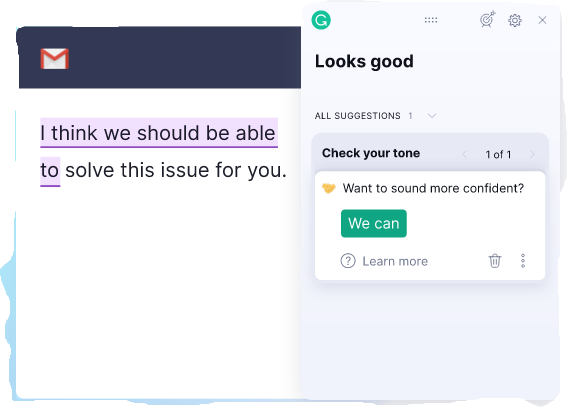 I think we should be able
to solve this issue for you.
Looks good
ALL SUGGESTIONS 1
Check your tone
1 of 1
Want to sound more confident?
We can
Learn more